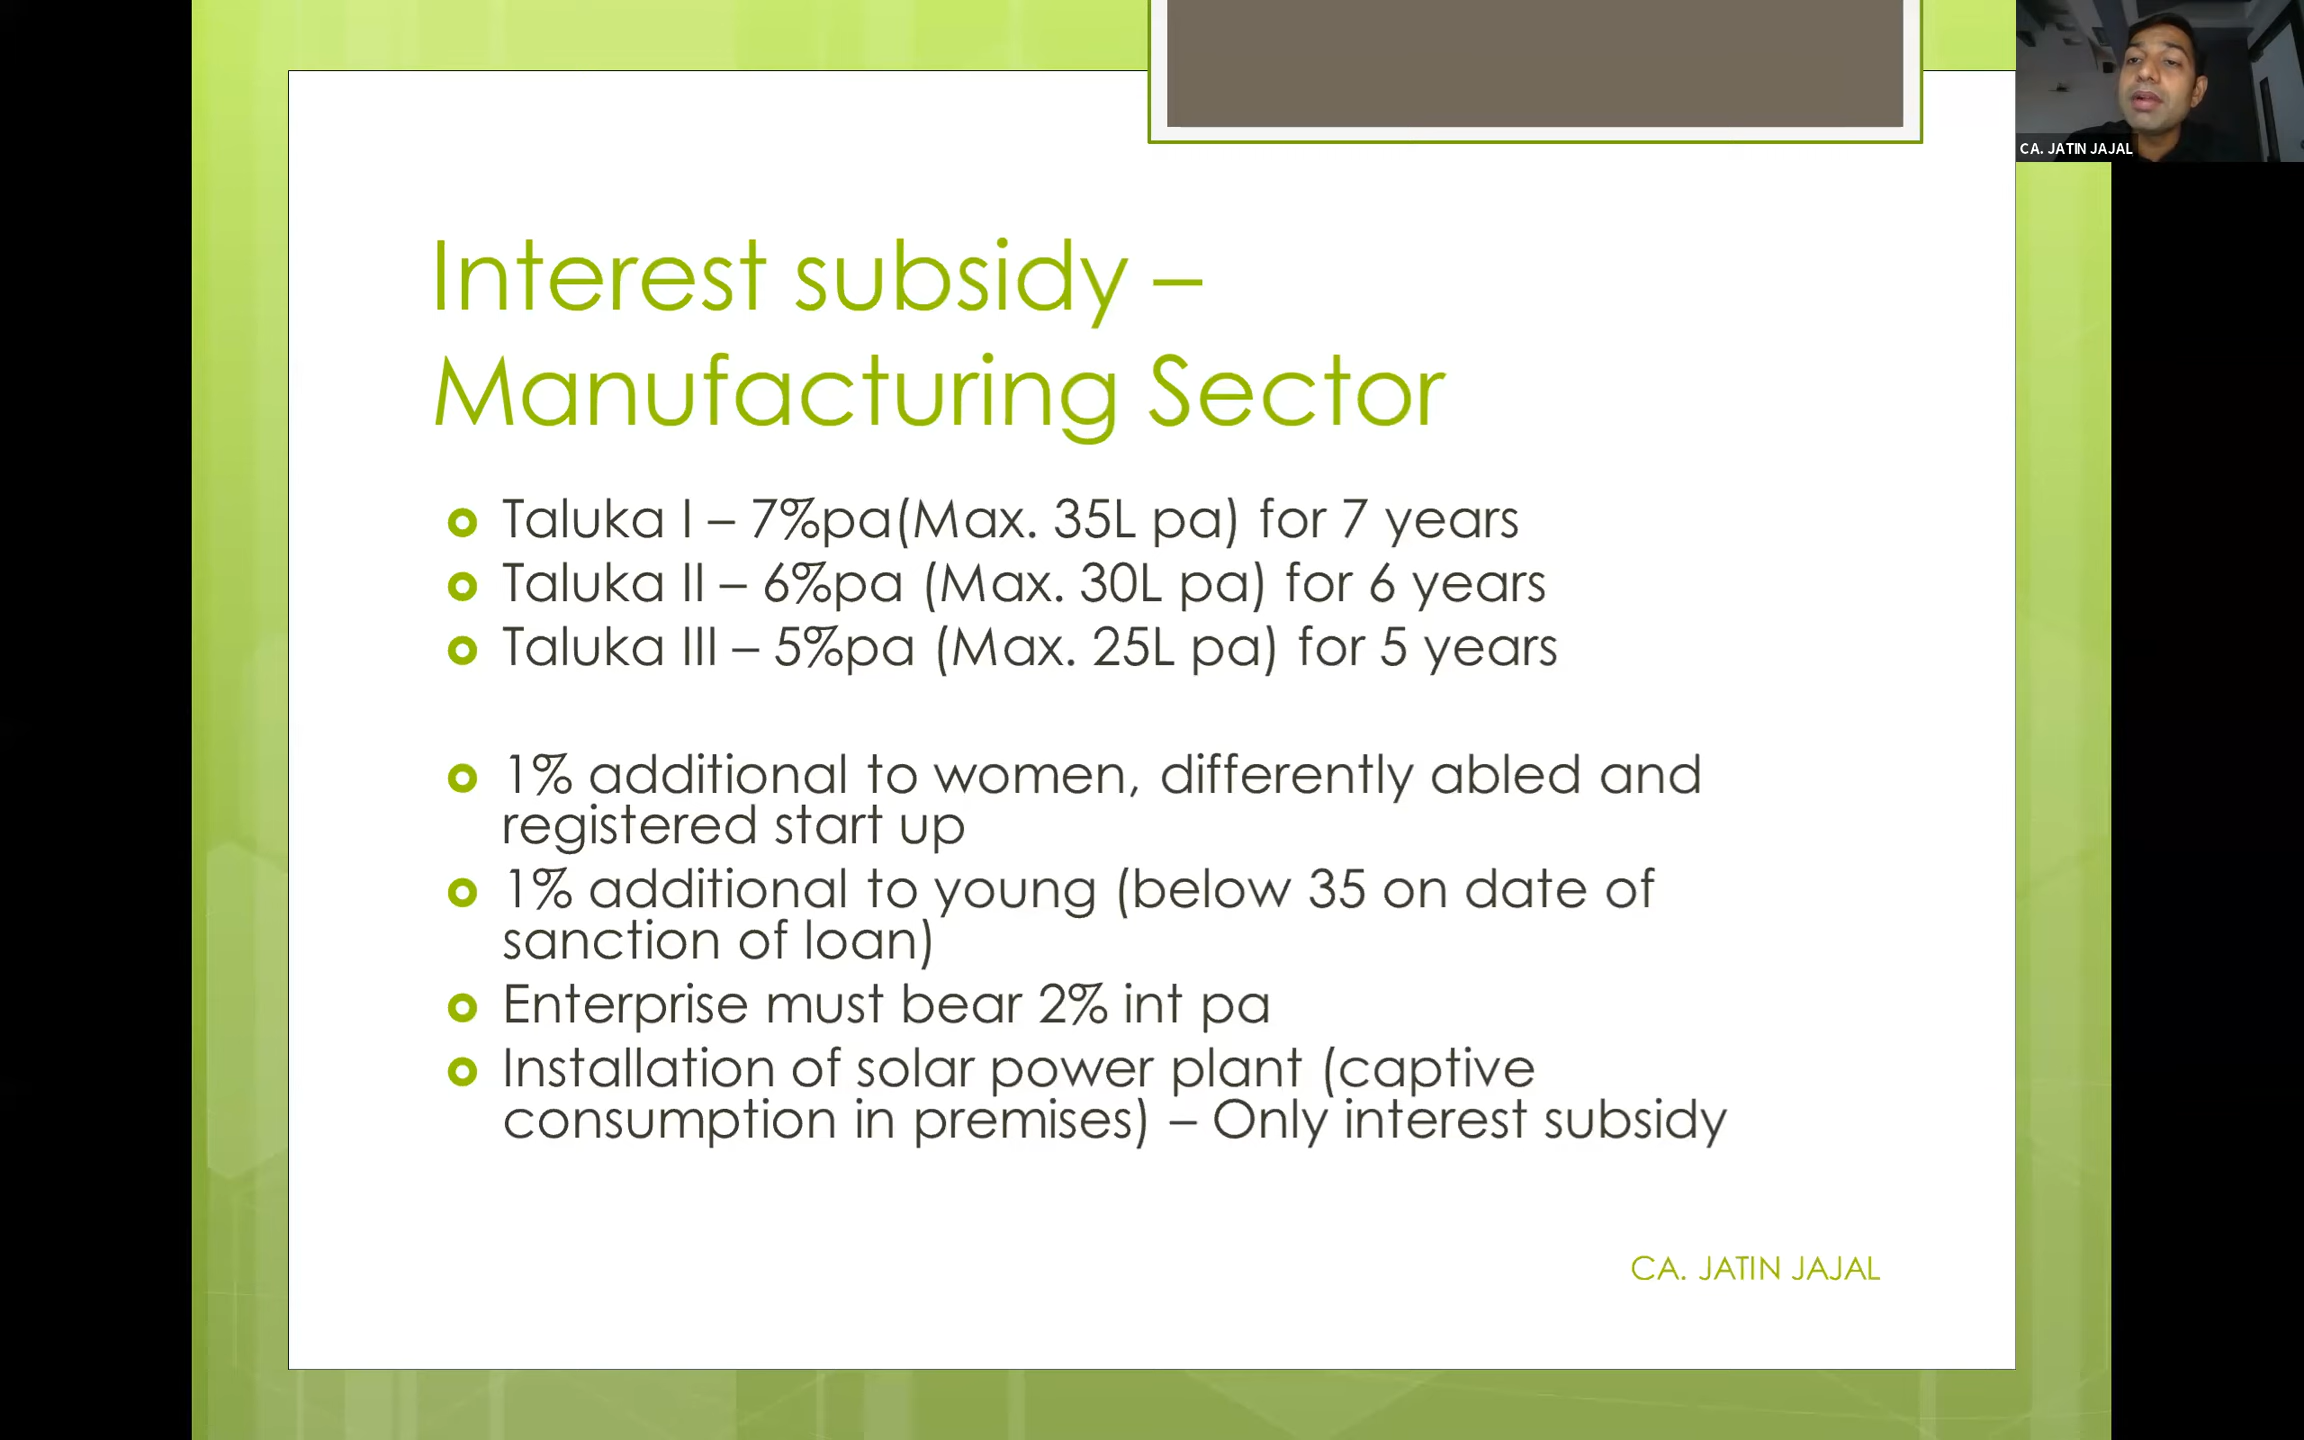 CA. JATIN JAJAL
Interest subsidy –
Manufacturing Sector
Taluka I – 7%pa(Max. 35L pa) for 7 years
Taluka II – 6%pa (Max. 30L pa) for 6 years
Taluka III – 5%pa (Max. 25L pa) for 5 years
1% additional to women, differently abled and
registered start up
1% additional to young (below 35 on date of
sanction of loan)
Enterprise must bear 2% int pa
Installation of solar power plant (captive
consumption in premises) – Only interest subsidy
CA. JATIN JAJAL